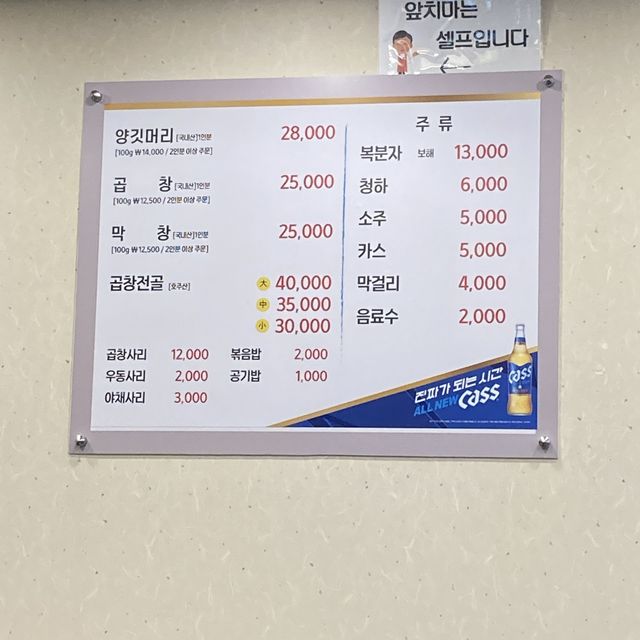 앞치마는
셀프입니다
양깃머리 [국내산]1인분 28,000
[100g ₩14,000 / 2인분 이상 주문]
곱 창 [국내산]1인분 25,000
[100g ₩12,500 / 2인분 이상 주문]
막 창 [국내산]1인분 25,000
[100g ₩12,500 / 2인분 이상 주문]
곱창전골 [호주산] 大 40,000
中 35,000
小 30,000
곱창사리 12,000 볶음밥 2,000
우동사리 2,000 공기밥 1,000
야채사리 3,000
주 류
복분자 보해 13,000
청하 6,000
소주 5,000
카스 5,000
막걸리 4,000
음료수 2,000
진짜가 되는 시간
ALL NEW Cass
Cass